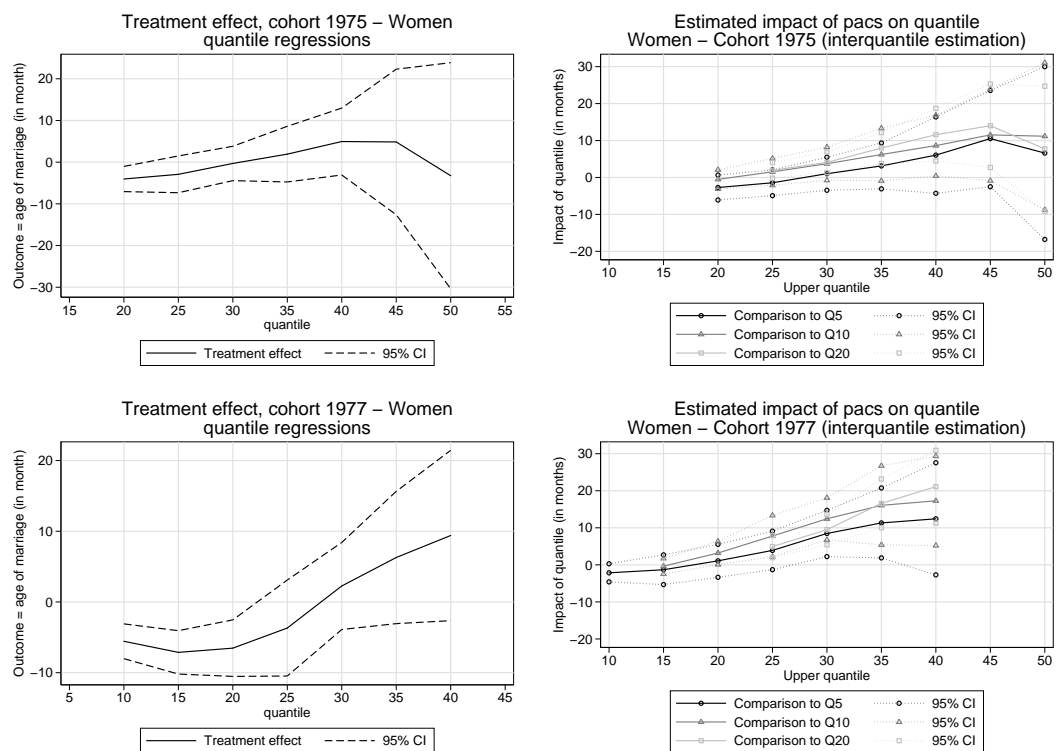 Treatment effect, cohort 1975 – Women
quantile regressions
Outcome = age of marriage (in month)
20
10
0
−10
−20
−30
15 20 25 30 35 40 45 50 55
quantile
Treatment effect 95% CI
Estimated impact of pacs on quantile
Women – Cohort 1975 (interquantile estimation)
Impact of quantile (in months)
30
20
10
0
−10
−20
10 15 20 25 30 35 40 45 50
Upper quantile
Comparison to Q5 95% CI
Comparison to Q10 95% CI
Comparison to Q20 95% CI
Treatment effect, cohort 1977 – Women
quantile regressions
Outcome = age of marriage (in month)
20
10
0
−10
5 10 15 20 25 30 35 40 45
quantile
Treatment effect 95% CI
Estimated impact of pacs on quantile
Women – Cohort 1977 (interquantile estimation)
Impact of quantile (in months)
30
20
10
0
−10
−20
10 15 20 25 30 35 40 45 50
Upper quantile
Comparison to Q5 95% CI
Comparison to Q10 95% CI
Comparison to Q20 95% CI